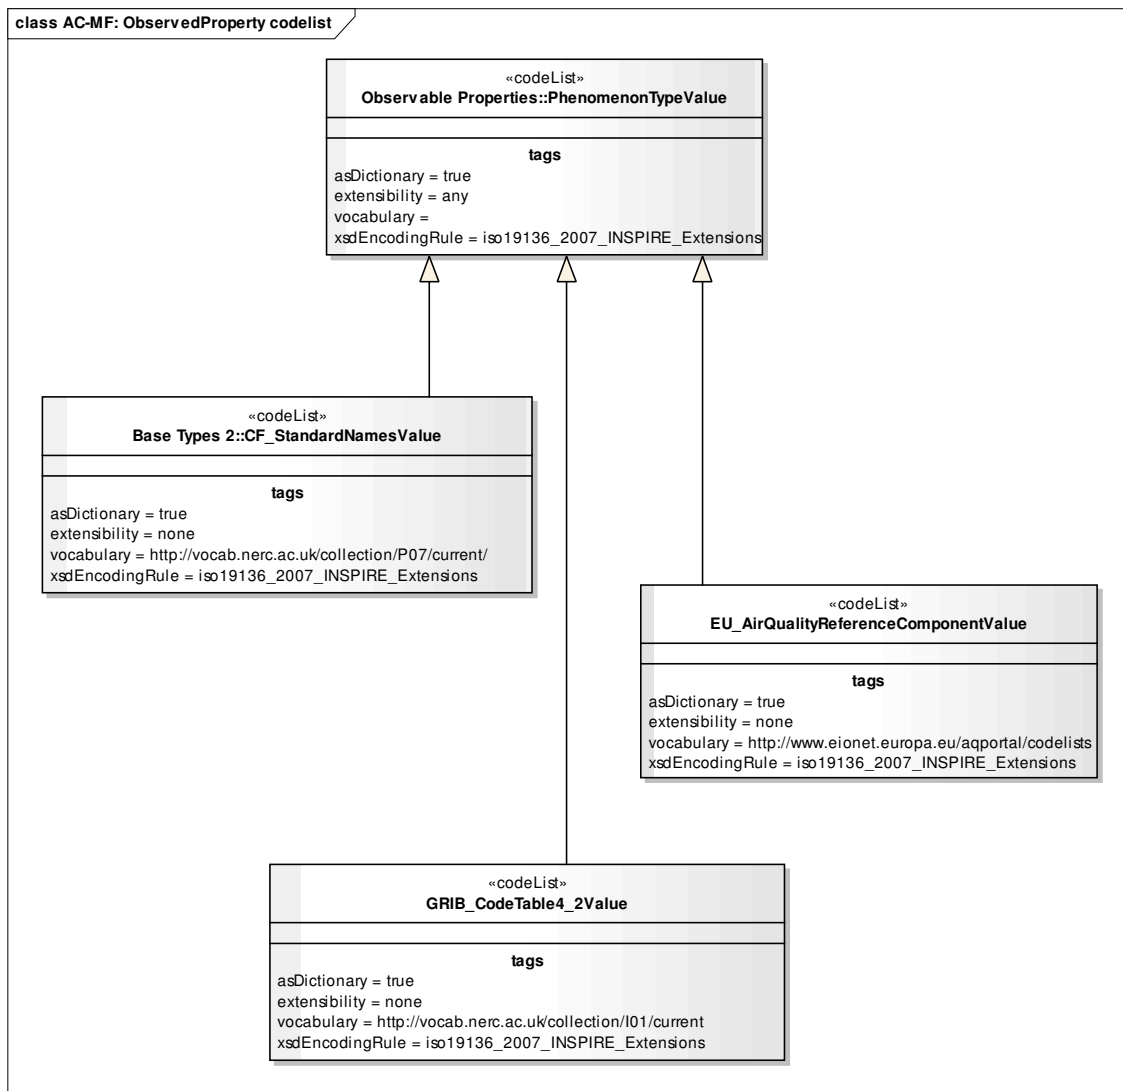 class AC-MF: ObservedProperty codelist
«codeList»
Observable Properties::PhenomenonTypeValue
tags
asDictionary = true
extensibility = any
vocabulary =
xsdEncodingRule = iso19136_2007_INSPIRE_Extensions
«codeList»
Base Types 2::CF_StandardNamesValue
tags
asDictionary = true
extensibility = none
vocabulary = http://vocab.nerc.ac.uk/collection/P07/current/
xsdEncodingRule = iso19136_2007_INSPIRE_Extensions
«codeList»
EU_AirQualityReferenceComponentValue
tags
asDictionary = true
extensibility = none
vocabulary = http://www.eionet.europa.eu/aqportal/codelists
xsdEncodingRule = iso19136_2007_INSPIRE_Extensions
«codeList»
GRIB_CodeTable4_2Value
tags
asDictionary = true
extensibility = none
vocabulary = http://vocab.nerc.ac.uk/collection/I01/current
xsdEncodingRule = iso19136_2007_INSPIRE_Extensions